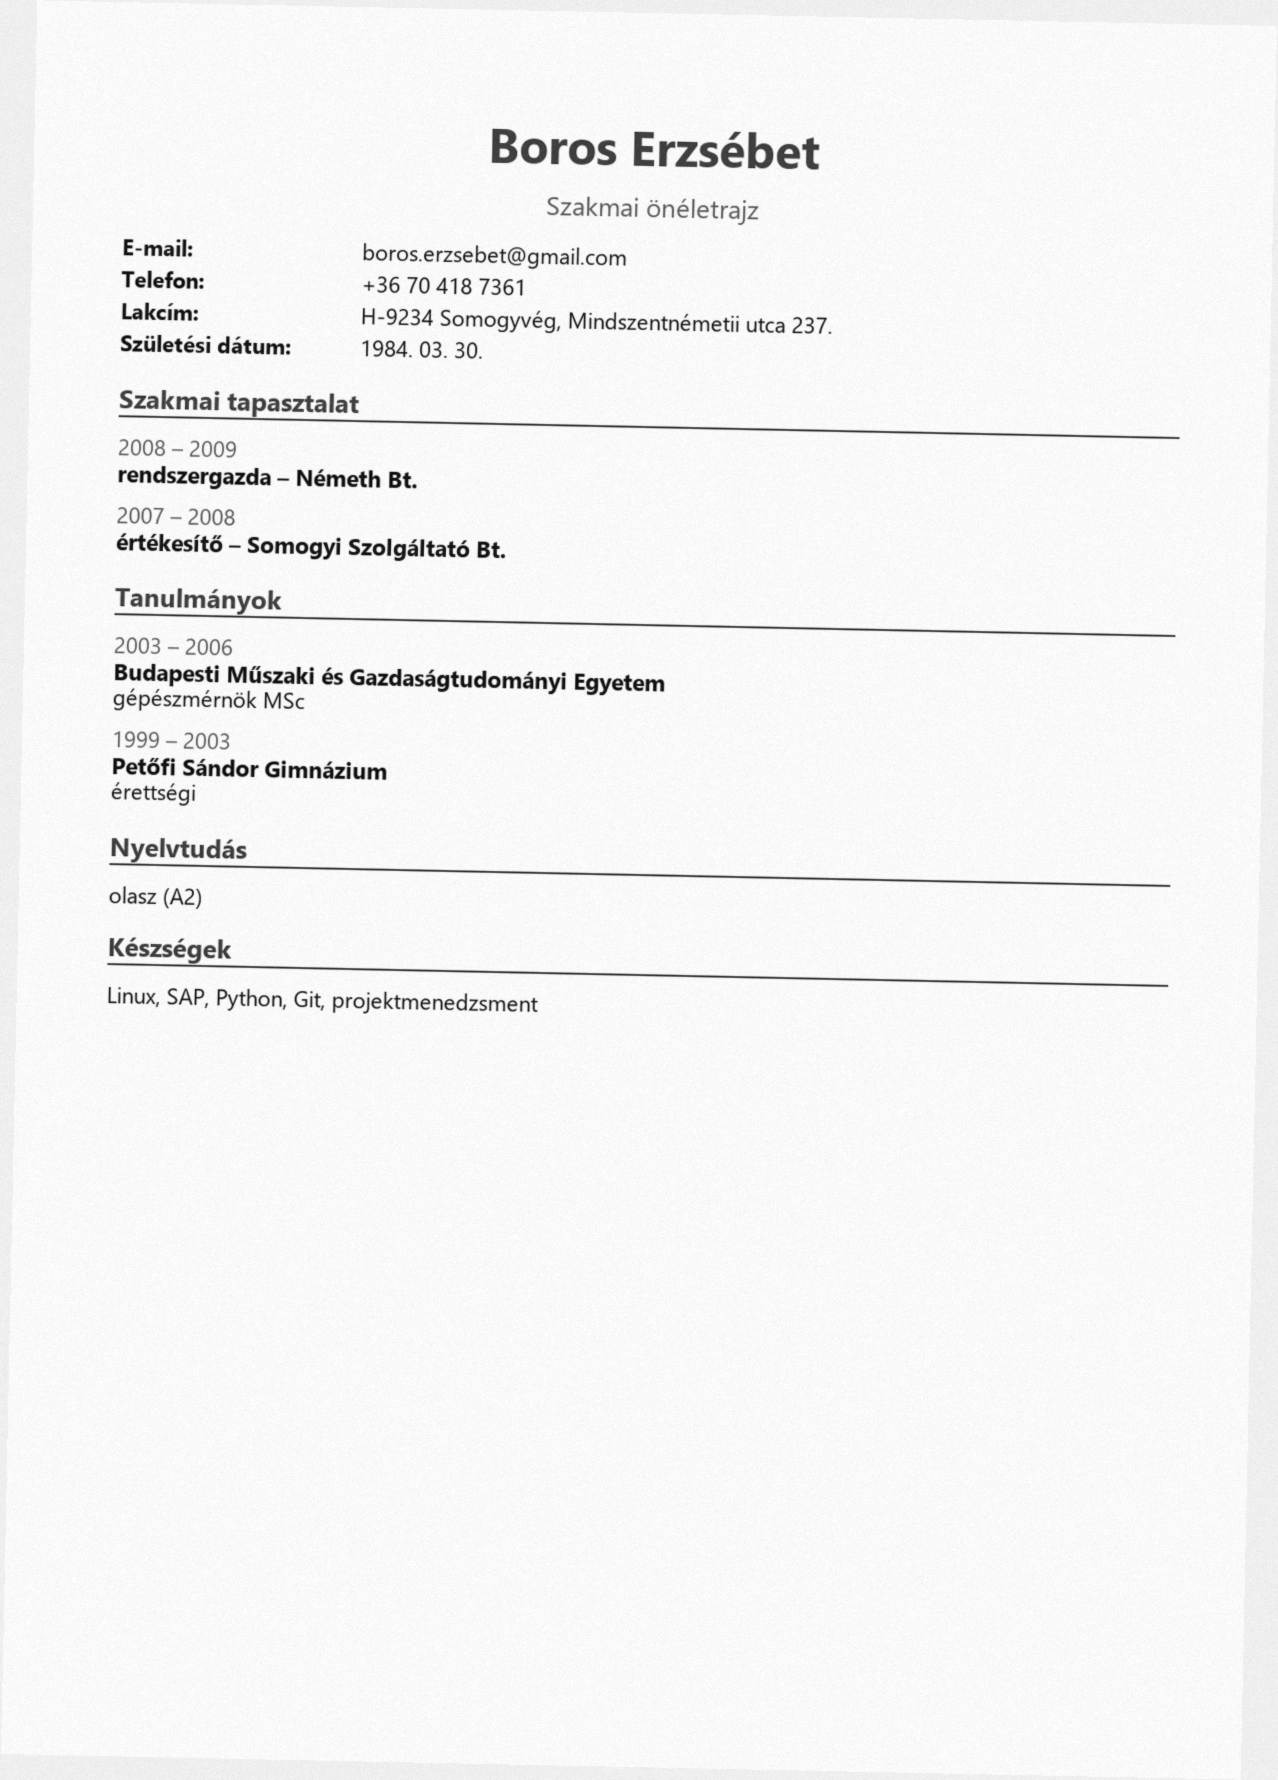 Boros Erzsébet
Szakmai önéletrajz
E-mail: boros.erzsebet@gmail.com
Telefon: +36 70 418 7361
Lakcím: H-9234 Somogyvég, Mindszentnémetii utca 237.
Születési dátum: 1984. 03. 30.
Szakmai tapasztalat
2008 – 2009
rendszergazda – Németh Bt.
2007 – 2008
értékesítő – Somogyi Szolgáltató Bt.
Tanulmányok
2003 – 2006
Budapesti Műszaki és Gazdaságtudományi Egyetem
gépészmérnök MSc
1999 – 2003
Petőfi Sándor Gimnázium
érettségi
Nyelvtudás
olasz (A2)
Készségek
Linux, SAP, Python, Git, projektmenedzsment